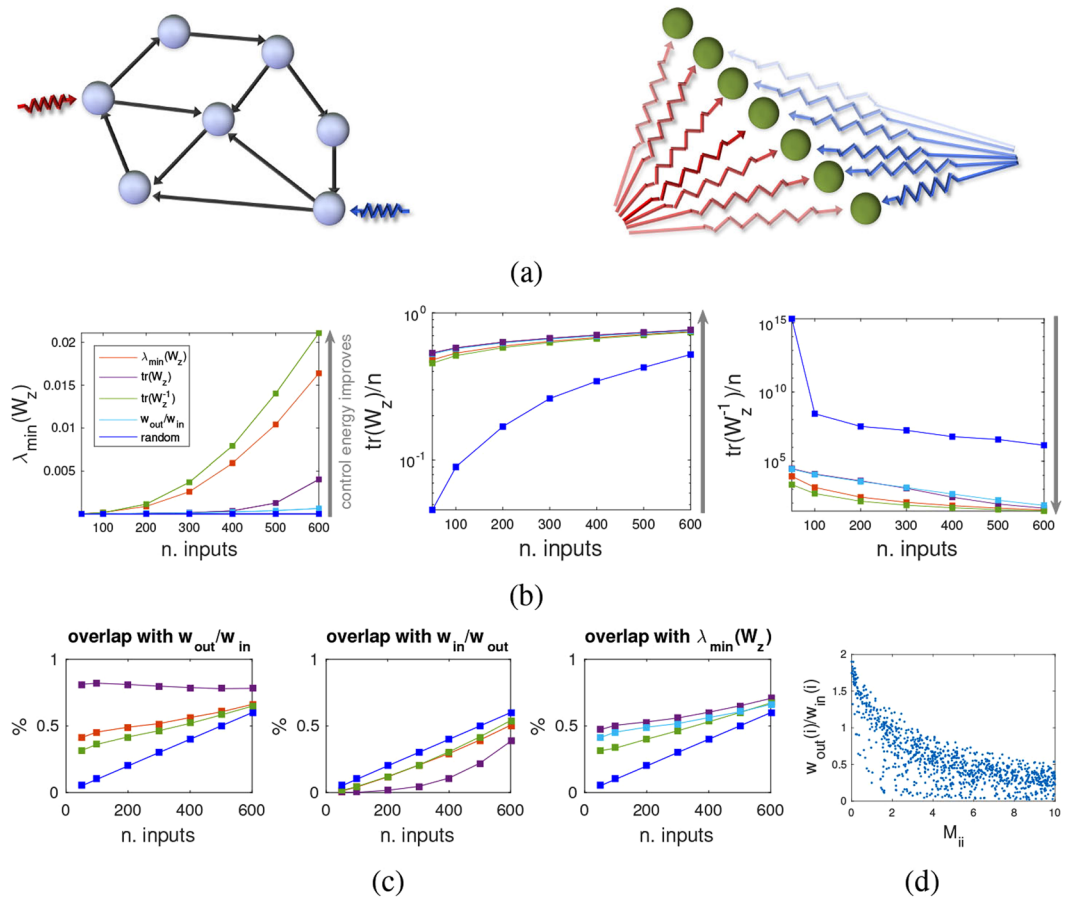 (a)
λmin(Wz)
0.02
0.015
0.01
0.005
λmin(Wz)
tr(Wz)
tr(Wz-1)
wout/win
random
control energy improves
100 200 300 400 500 600
n. inputs
tr(Wz)/n
10^0
10^-1
100 200 300 400 500 600
n. inputs
tr(Wz-1)/n
10^15
10^10
10^5
100 200 300 400 500 600
n. inputs
(b)
overlap with wout/win
%
1
0.5
0
0 200 400 600
n. inputs
overlap with win/wout
%
1
0.5
0
0 200 400 600
n. inputs
overlap with λmin(Wz)
%
1
0.5
0
0 200 400 600
n. inputs
(c)
wout(i)/win(i)
2
1.5
1
0.5
0
0 2 4 6 8 10
Mii
(d)